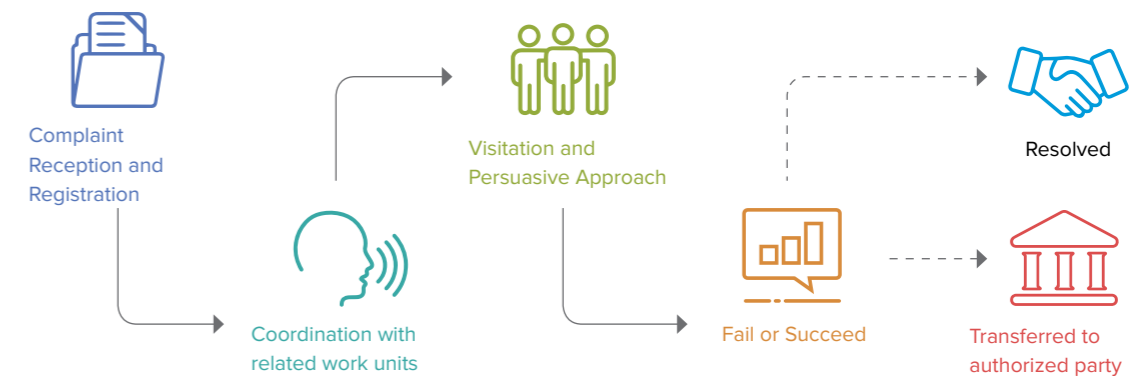 Complaint
Reception and
Registration
Coordination with
related work units
Visitation and
Persuasive Approach
Fail or Succeed
Resolved
Transferred to
authorized party